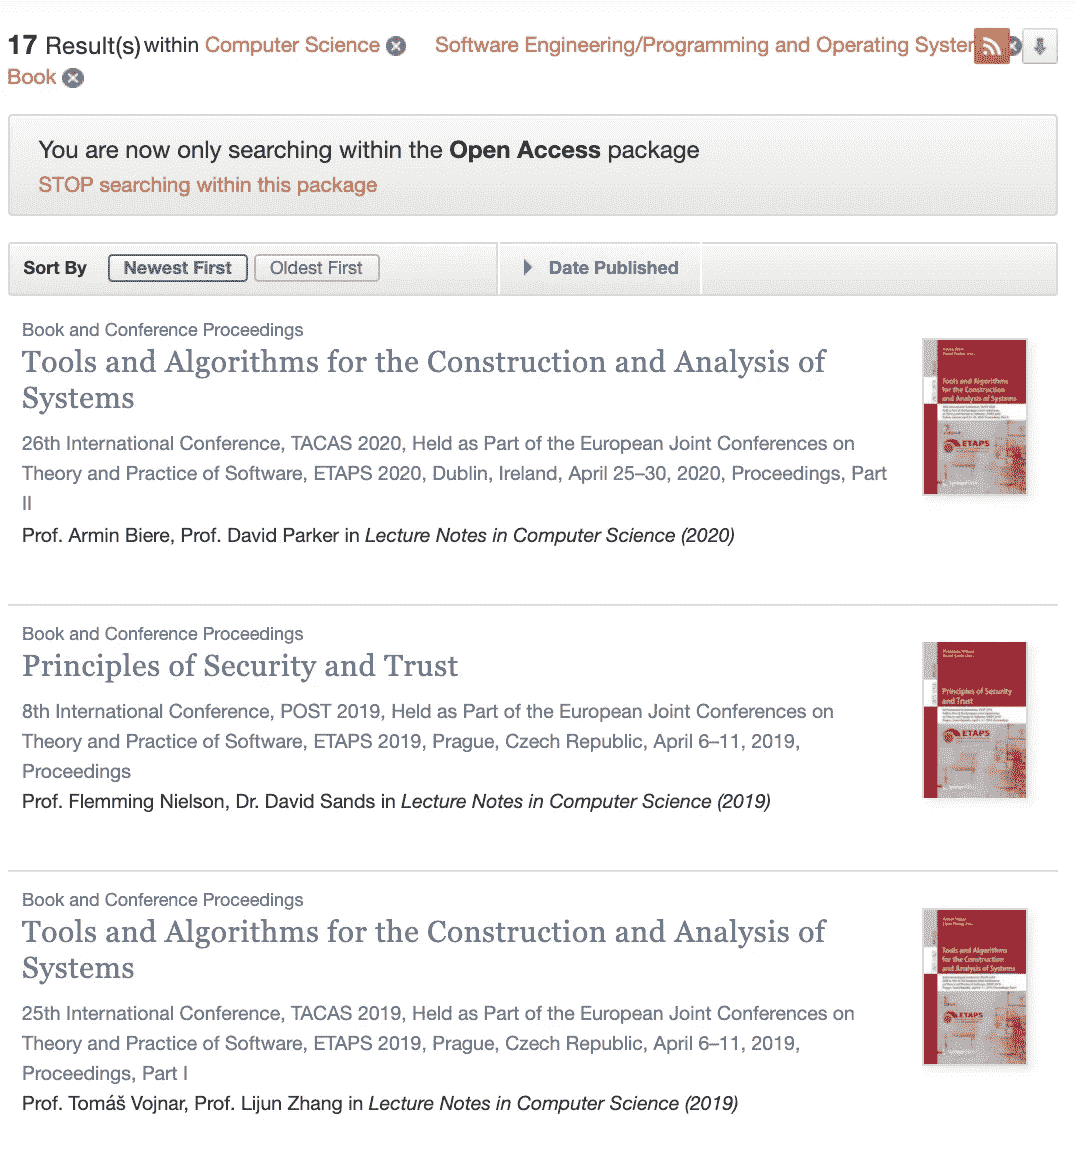 17 Result(s) within Computer Science Software Engineering/Programming and Operating System
Book
You are now only searching within the Open Access package
STOP searching within this package
Sort By Newest First Oldest First Date Published
Book and Conference Proceedings
Tools and Algorithms for the Construction and Analysis of
Systems
26th International Conference, TACAS 2020, Held as Part of the European Joint Conferences on
Theory and Practice of Software, ETAPS 2020, Dublin, Ireland, April 25–30, 2020, Proceedings, Part
II
Prof. Armin Biere, Prof. David Parker in Lecture Notes in Computer Science (2020)
Tools and Algorithms
for the Construction
and Analysis of Systems
ETAPS
Book and Conference Proceedings
Principles of Security and Trust
8th International Conference, POST 2019, Held as Part of the European Joint Conferences on
Theory and Practice of Software, ETAPS 2019, Prague, Czech Republic, April 6–11, 2019,
Proceedings
Prof. Flemming Nielson, Dr. David Sands in Lecture Notes in Computer Science (2019)
Principles of Security
and Trust
ETAPS
Book and Conference Proceedings
Tools and Algorithms for the Construction and Analysis of
Systems
25th International Conference, TACAS 2019, Held as Part of the European Joint Conferences on
Theory and Practice of Software, ETAPS 2019, Prague, Czech Republic, April 6–11, 2019,
Proceedings, Part I
Prof. Tomáš Vojnar, Prof. Lijun Zhang in Lecture Notes in Computer Science (2019)
Tools and Algorithms
for the Construction
and Analysis of Systems
ETAPS